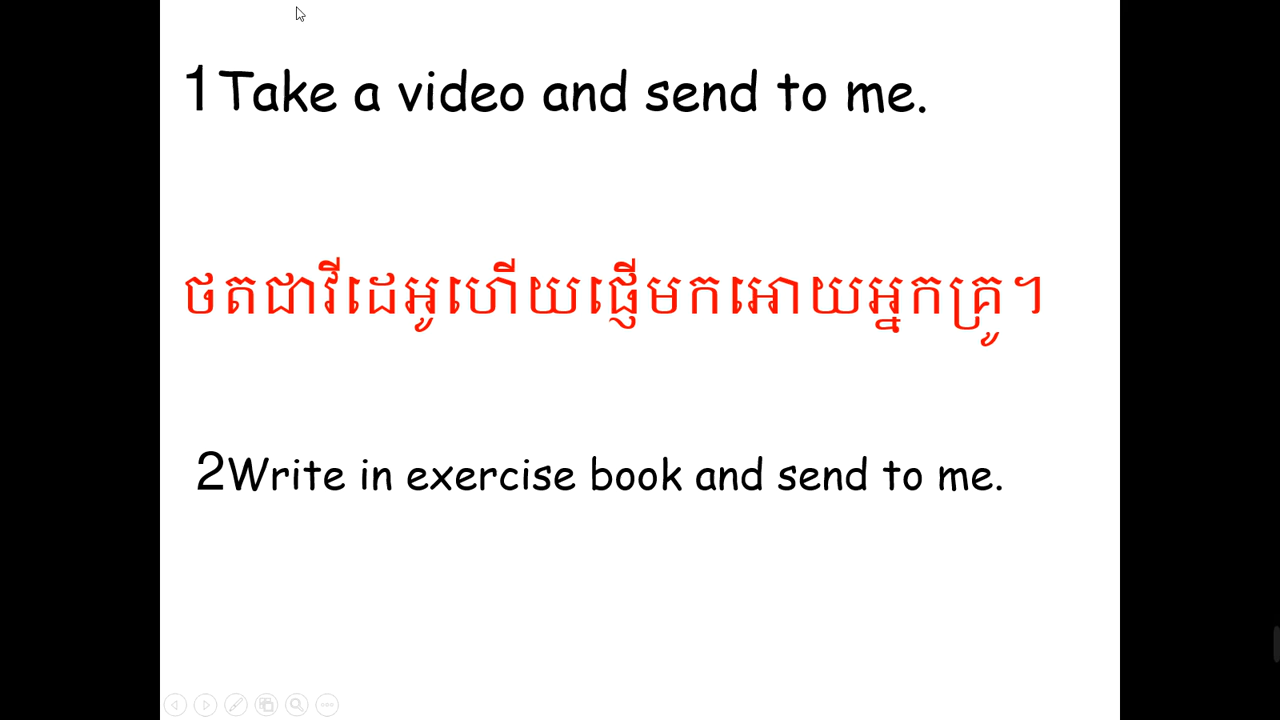 1Take a video and send to me.
ថតជាវីដេអូហើយផ្ញើមកអោយអ្នកគ្រូ។
2Write in exercise book and send to me.